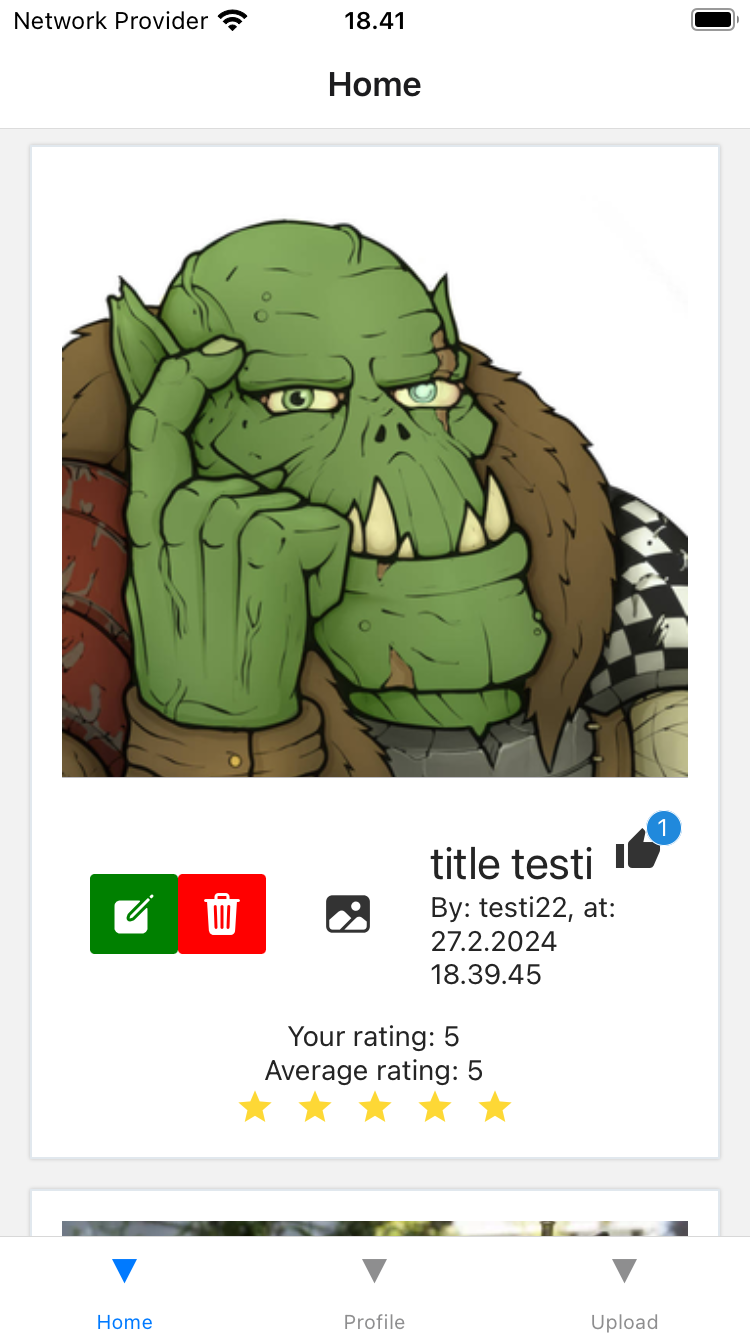 Network Provider 18.41
Home
1
title testi
By: testi22, at:
27.2.2024
18.39.45
Your rating: 5
Average rating: 5
Home Profile Upload